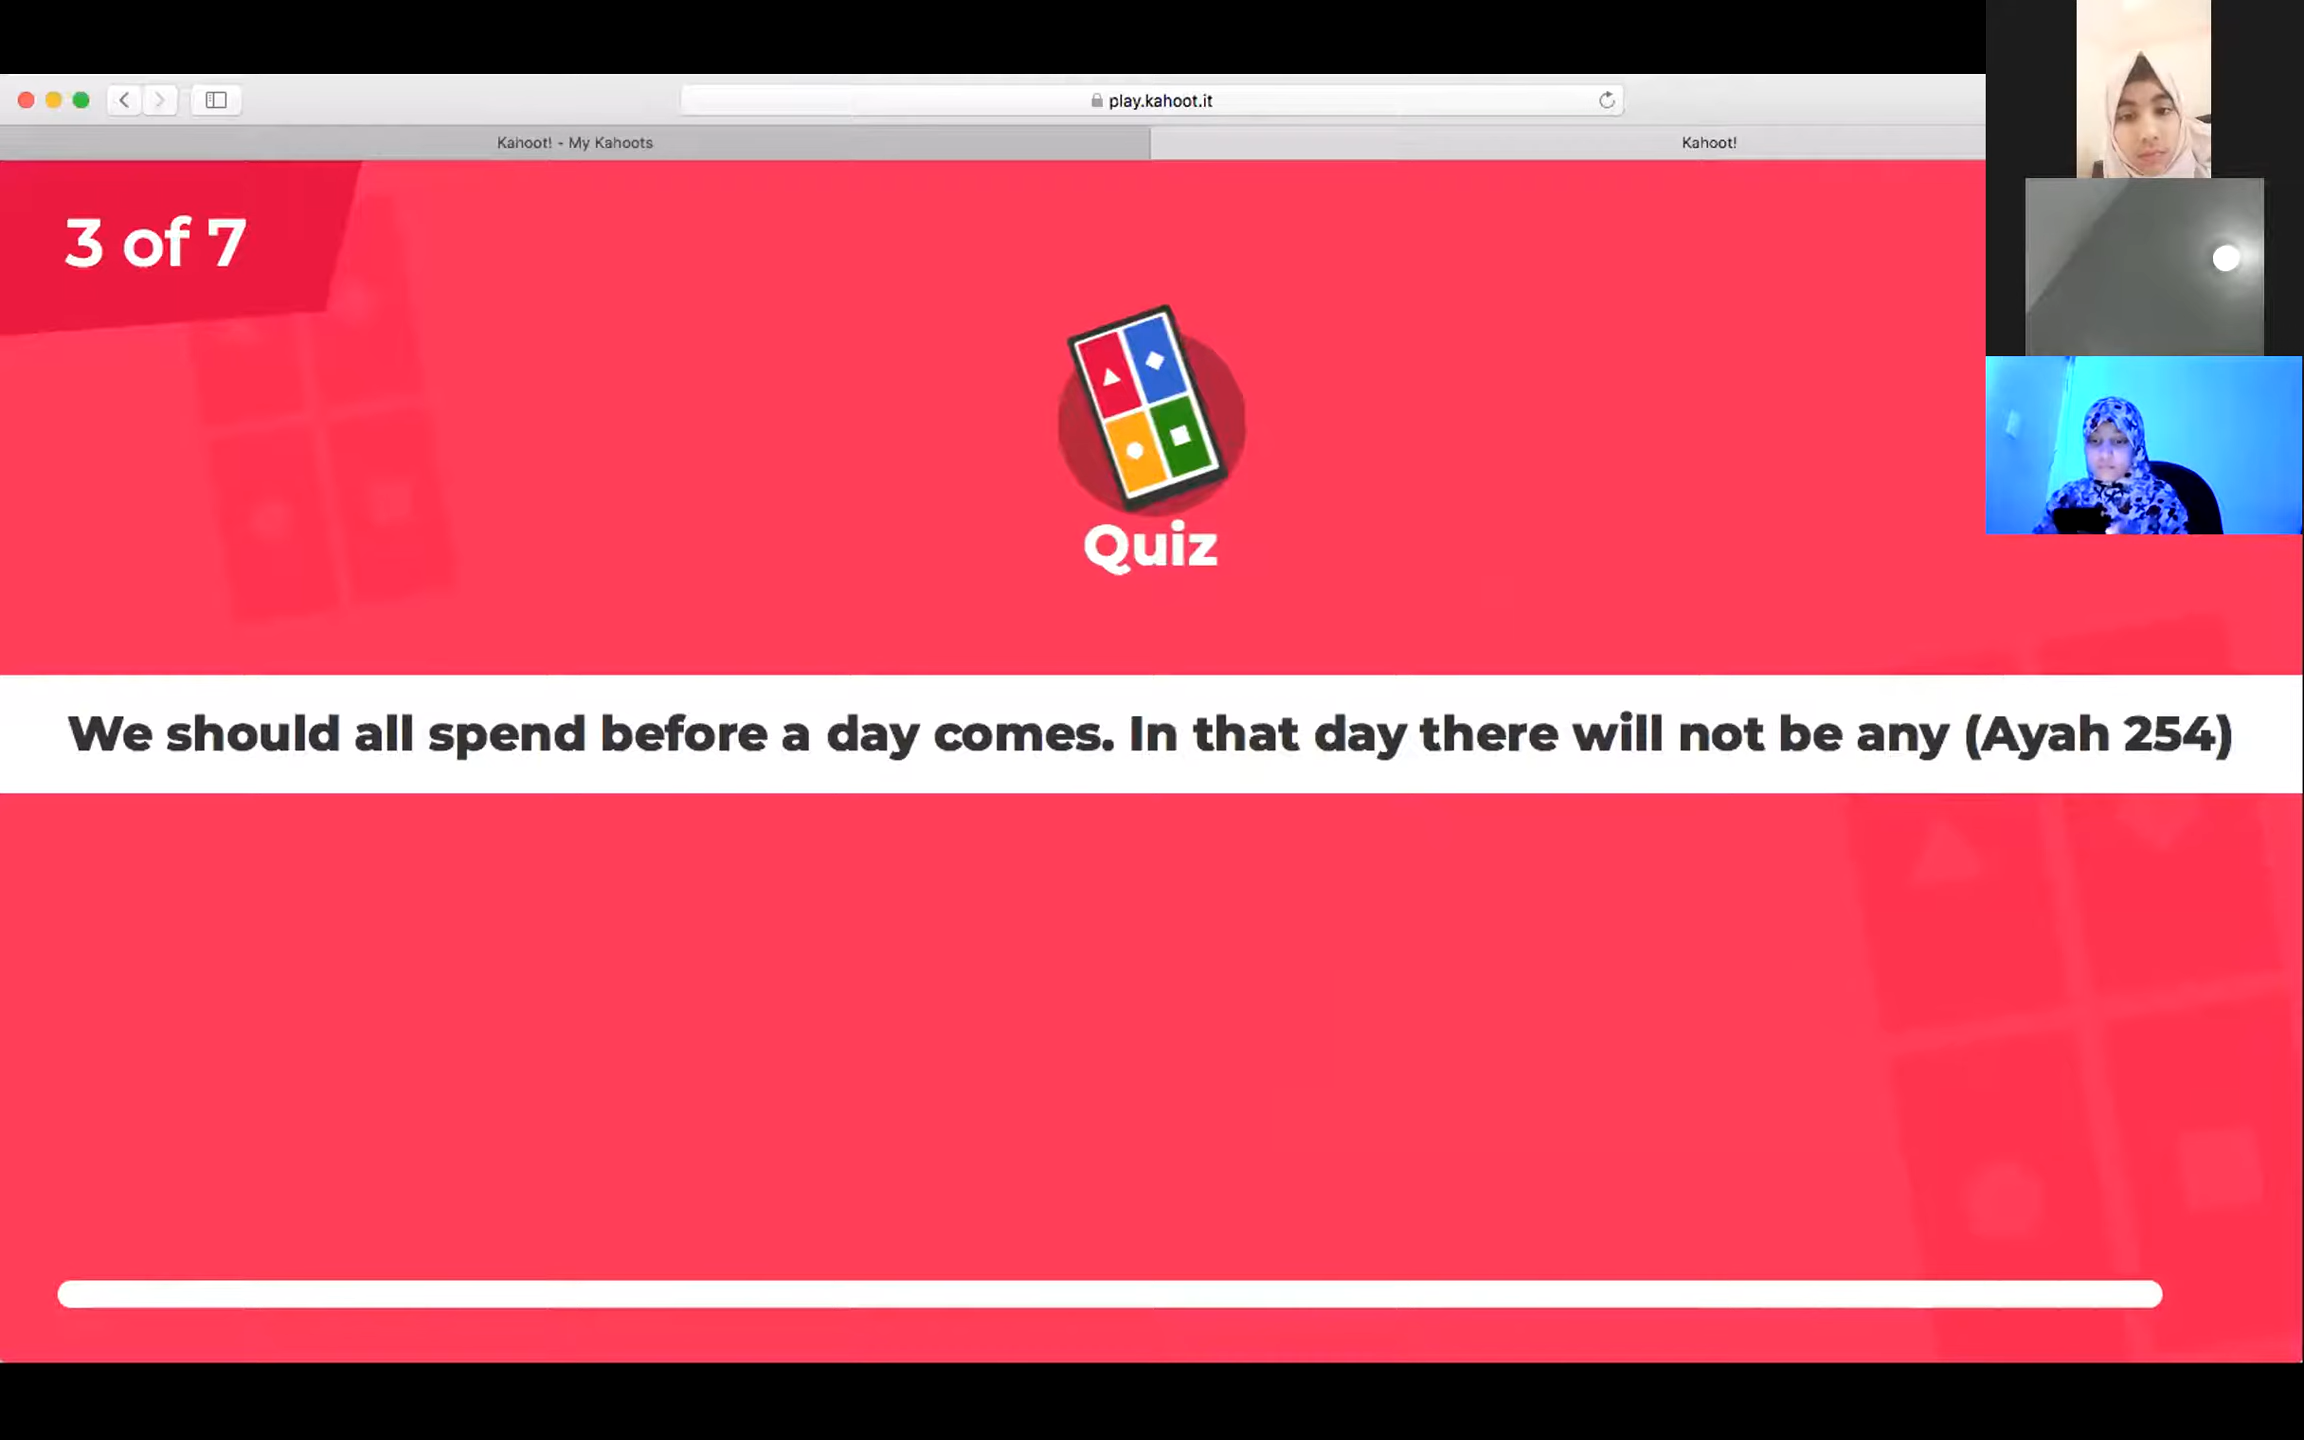 play.kahoot.it
Kahoot! - My Kahoots
Kahoot!
3 of 7
Quiz
We should all spend before a day comes. In that day there will not be any (Ayah 254)